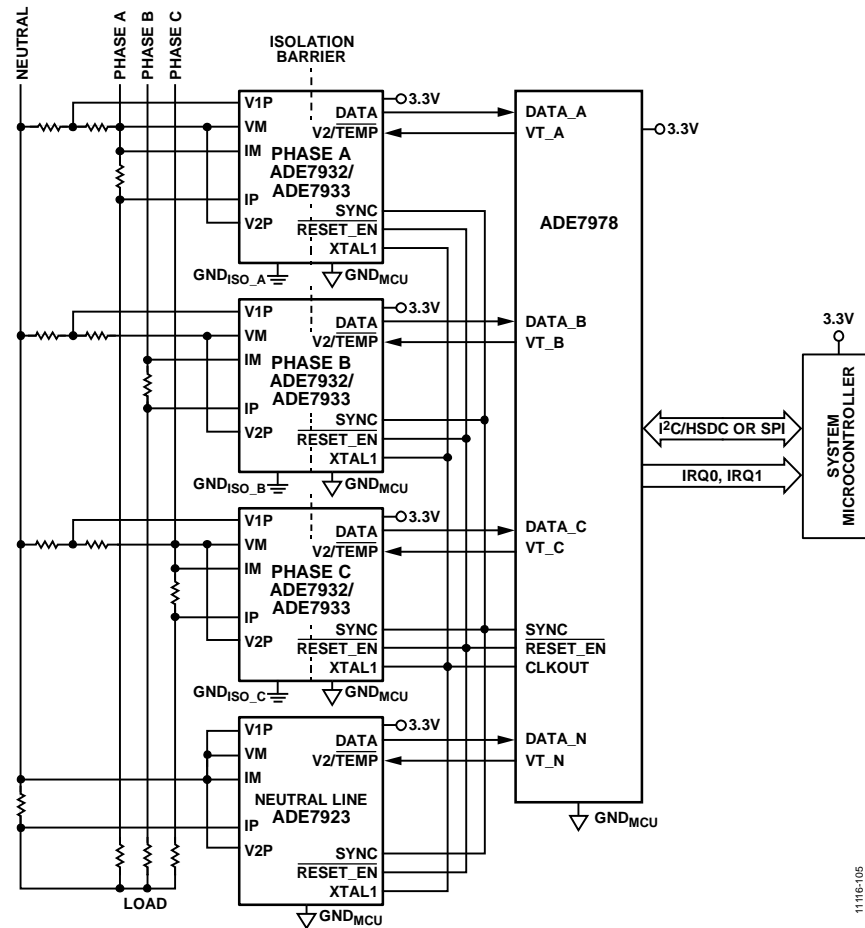 NEUTRAL
PHASE A
PHASE B
PHASE C
ISOLATION
BARRIER
V1P
VM
IM
IP
V2P
PHASE A
ADE7932/
ADE7933
3.3V
DATA
V2/TEMP
SYNC
RESET_EN
XTAL1
GNDISO_A
GNDMCU
DATA_A
VT_A
3.3V
ADE7978
V1P
VM
IM
IP
V2P
PHASE B
ADE7932/
ADE7933
3.3V
DATA
V2/TEMP
SYNC
RESET_EN
XTAL1
GNDISO_B
GNDMCU
DATA_B
VT_B
3.3V
SYSTEM
MICROCONTROLLER
I2C/HSDC OR SPI
IRQ0, IRQ1
V1P
VM
IM
IP
V2P
PHASE C
ADE7932/
ADE7933
3.3V
DATA
V2/TEMP
SYNC
RESET_EN
XTAL1
GNDISO_C
GNDMCU
DATA_C
VT_C
SYNC
RESET_EN
CLKOUT
V1P
VM
IM
IP
V2P
NEUTRAL LINE
ADE7923
3.3V
DATA
V2/TEMP
SYNC
RESET_EN
XTAL1
GNDMCU
DATA_N
VT_N
GNDMCU
LOAD
11116-105